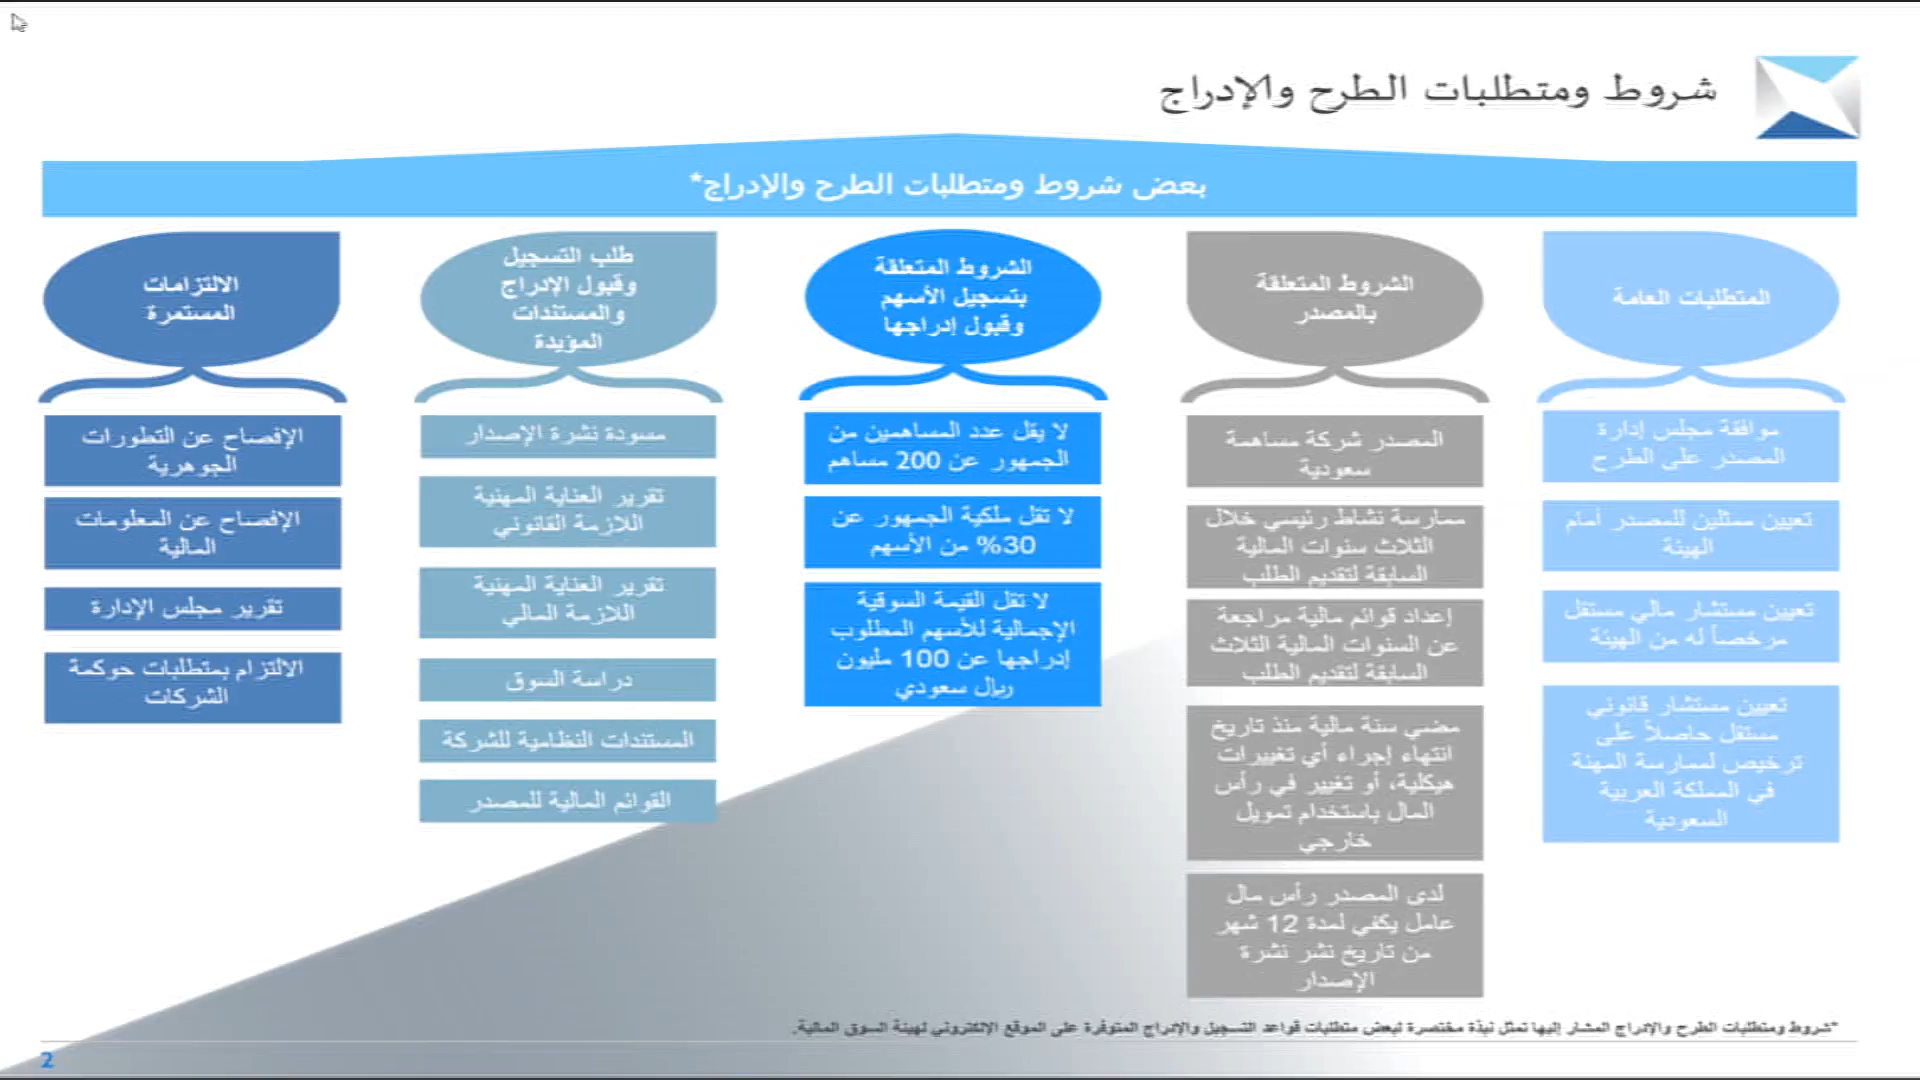 شروط ومتطلبات الطرح والإدراج
بعض شروط ومتطلبات الطرح والإدراج*
المتطلبات العامة
موافقة مجلس إدارة
المصدر على الطرح
تعيين ممثلين للمصدر أمام
الهيئة
تعيين مستشار مالي مستقل
مرخصاً له من الهيئة
تعيين مستشار قانوني
مستقل حاصلاً على
ترخيص لممارسة المهنة
في المملكة العربية
السعودية
الشروط المتعلقة
بالمصدر
المصدر شركة مساهمة
سعودية
ممارسة نشاط رئيسي خلال
الثلاث سنوات المالية
السابقة لتقديم الطلب
إعداد قوائم مالية مراجعة
عن السنوات المالية الثلاث
السابقة لتقديم الطلب
مضي سنة مالية منذ تاريخ
انتهاء إجراء أي تغييرات
هيكلية، أو تغيير في رأس
المال باستخدام تمويل
خارجي
لدى المصدر رأس مال
عامل يكفي لمدة 12 شهر
من تاريخ نشر نشرة
الإصدار
الشروط المتعلقة
بتسجيل الأسهم
وقبول إدراجها
لا يقل عدد المساهمين من
الجمهور عن 200 مساهم
لا تقل ملكية الجمهور عن
30% من الأسهم
لا تقل القيمة السوقية
الإجمالية للأسهم المطلوب
إدراجها عن 100 مليون
ريال سعودي
طلب التسجيل
وقبول الإدراج
والمستندات
المؤيدة
مسودة نشرة الإصدار
تقرير العناية المهنية
اللازمة القانوني
تقرير العناية المهنية
اللازمة المالي
دراسة السوق
المستندات النظامية للشركة
القوائم المالية للمصدر
الالتزامات
المستمرة
الإفصاح عن التطورات
الجوهرية
الإفصاح عن المعلومات
المالية
تقرير مجلس الإدارة
الالتزام بمتطلبات حوكمة
الشركات
*شروط ومتطلبات الطرح والإدراج المشار إليها تمثل نبذة مختصرة لبعض متطلبات قواعد التسجيل والإدراج المتوفرة على الموقع الإلكتروني لهيئة السوق المالية.
2